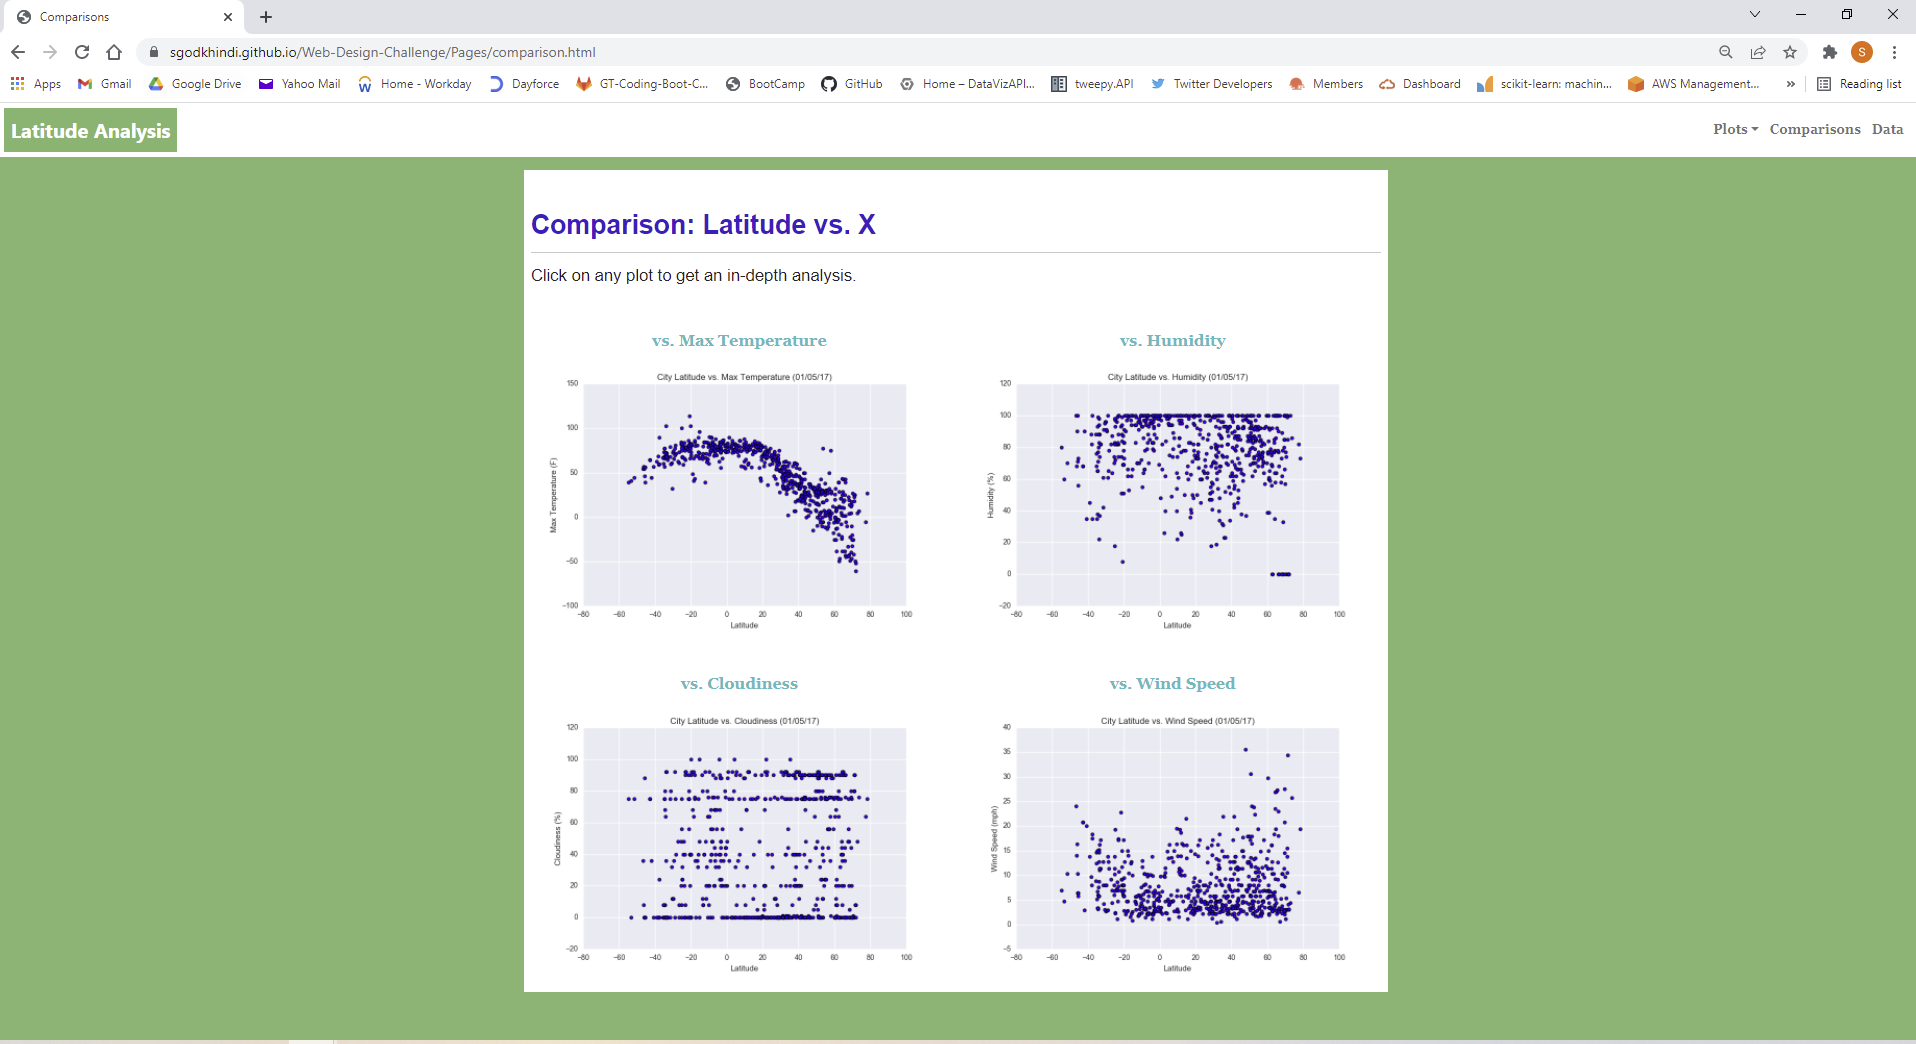 Comparisons
sgodkhindi.github.io/Web-Design-Challenge/Pages/comparison.html
S
Apps Gmail Google Drive Yahoo Mail Home - Workday Dayforce GT-Coding-Boot-C... BootCamp GitHub Home – DataVizAPI... tweepy.API Twitter Developers Members Dashboard scikit-learn: machin... AWS Management... » Reading list
Latitude Analysis
Plots Comparisons Data
Comparison: Latitude vs. X
Click on any plot to get an in-depth analysis.
vs. Max Temperature
City Latitude vs. Max Temperature (01/05/17)
Max Temperature (F)
150
100
50
0
−50
−100
−80 −60 −40 −20 0 20 40 60 80 100
Latitude
vs. Humidity
City Latitude vs. Humidity (01/05/17)
Humidity (%)
120
100
80
60
40
20
0
−20
−80 −60 −40 −20 0 20 40 60 80 100
Latitude
vs. Cloudiness
City Latitude vs. Cloudiness (01/05/17)
Cloudiness (%)
120
100
80
60
40
20
0
−20
−80 −60 −40 −20 0 20 40 60 80 100
Latitude
vs. Wind Speed
City Latitude vs. Wind Speed (01/05/17)
Wind Speed (mph)
40
35
30
25
20
15
10
5
0
−5
−80 −60 −40 −20 0 20 40 60 80 100
Latitude